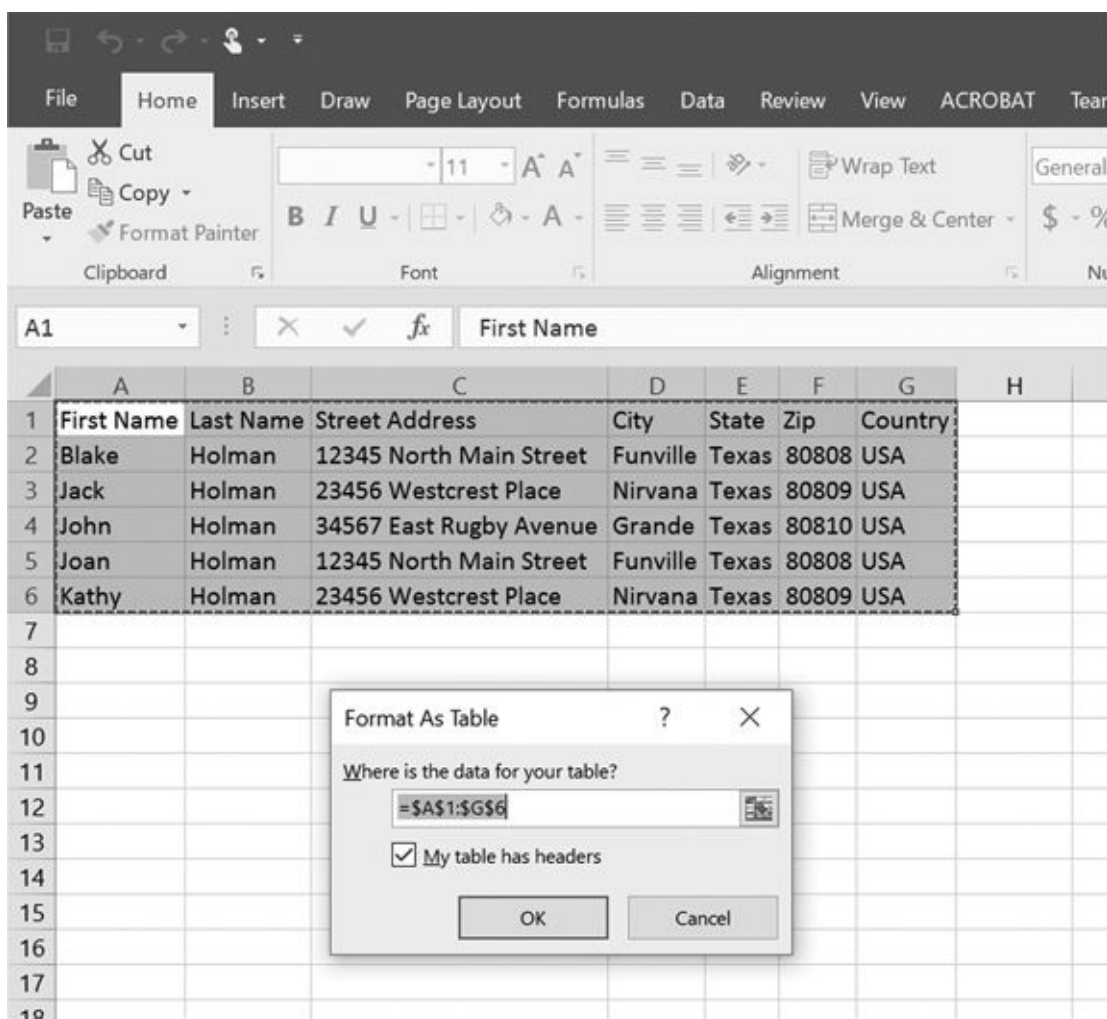 File Home Insert Draw Page Layout Formulas Data Review View ACROBAT Tear
Cut
Copy
Paste
Format Painter
11 A A Wrap Text General
B I U A Merge & Center $ %
Clipboard Font Alignment Nu
A1 fx First Name
A B C D E F G H
1 First Name Last Name Street Address City State Zip Country
2 Blake Holman 12345 North Main Street Funville Texas 80808 USA
3 Jack Holman 23456 Westcrest Place Nirvana Texas 80809 USA
4 John Holman 34567 East Rugby Avenue Grande Texas 80810 USA
5 Joan Holman 12345 North Main Street Funville Texas 80808 USA
6 Kathy Holman 23456 Westcrest Place Nirvana Texas 80809 USA
7
8
9
10
11
12
13
14
15
16
17
18
Format As Table ?
Where is the data for your table?
=$A$1:$G$6
My table has headers
OK Cancel